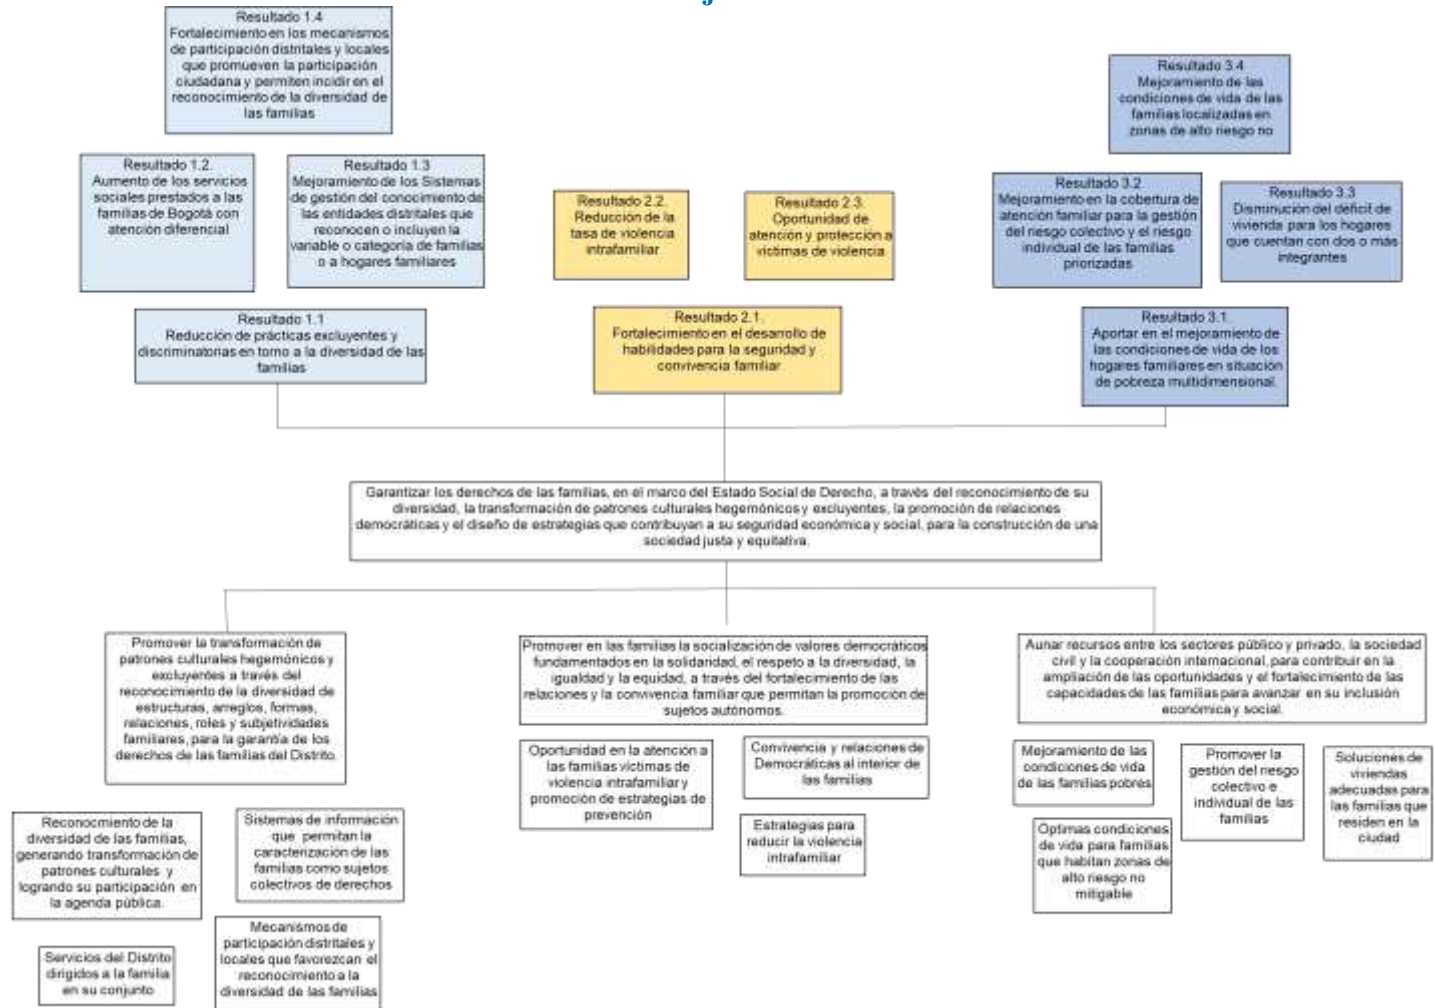 Resultado 1.4
Fortalecimiento en los mecanismos
de participación distritales y locales
que promueven la participación
ciudadana y permiten incidir en el
reconocimiento de la diversidad de
las familias
Resultado 3.4
Mejoramiento de las
condiciones de vida de las
familias localizadas en
zonas de alto riesgo no
Resultado 1.2.
Aumento de los servicios
sociales prestados a las
familias de Bogotá con
atención diferencial
Resultado 1.3
Mejoramiento de los Sistemas
de gestión del conocimiento de
las entidades distritales que
reconocen o incluyen la
variable o categoría de familias
o a hogares familiares
Resultado 2.2.
Reducción de la
tasa de violencia
intrafamiliar
Resultado 2.3.
Oportunidad de
atención y protección a
víctimas de violencia
Resultado 3.2
Mejoramiento en la cobertura de
atención familiar para la gestión
del riesgo colectivo y el riesgo
individual de las familias
priorizadas
Resultado 3.3
Disminución del déficit de
vivienda para los hogares
que cuentan con dos o más
integrantes
Resultado 1.1
Reducción de prácticas excluyentes y
discriminatorias en torno a la diversidad de las
familias
Resultado 2.1.
Fortalecimiento en el desarrollo de
habilidades para la seguridad y
convivencia familiar
Resultado 3.1.
Aportar en el mejoramiento de
las condiciones de vida de los
hogares familiares en situación
de pobreza multidimensional.
Garantizar los derechos de las familias, en el marco del Estado Social de Derecho, a través del reconocimiento de su
diversidad, la transformación de patrones culturales hegemónicos y excluyentes, la promoción de relaciones
democráticas y el diseño de estrategias que contribuyan a su seguridad económica y social, para la construcción de una
sociedad justa y equitativa.
Promover la transformación de
patrones culturales hegemónicos y
excluyentes a través del
reconocimiento de la diversidad de
estructuras, arreglos, formas,
relaciones, roles y subjetividades
familiares, para la garantía de los
derechos de las familias del Distrito.
Promover en las familias la socialización de valores democráticos
fundamentados en la solidaridad, el respeto a la diversidad, la
igualdad y la equidad, a través del fortalecimiento de las
relaciones y la convivencia familiar que permitan la promoción de
sujetos autónomos.
Aunar recursos entre los sectores público y privado, la sociedad
civil y la cooperación internacional, para contribuir en la
ampliación de las oportunidades y el fortalecimiento de las
capacidades de las familias para avanzar en su inclusión
económica y social.
Oportunidad en la atención a
las familias víctimas de
violencia intrafamiliar y
promoción de estrategias de
prevención
Convivencia y relaciones de
Democráticas al interior de
las familias
Estrategias para
reducir la violencia
intrafamiliar
Mejoramiento de las
condiciones de vida
de las familias pobres
Promover la
gestión del riesgo
colectivo e
individual de las
familias
Soluciones de
viviendas
adecuadas para
las familias que
residen en la
ciudad
Optimas condiciones
de vida para familias
que habitan zonas de
alto riesgo no
mitigable
Reconocmiento de la
diversidad de las familias,
generando transformación de
patrones culturales y
logrando su participación en
la agenda pública.
Sistemas de información
que permitan la
caracterización de las
familias como sujetos
colectivos de derechos
Servicios del Distrito
dirigidos a la familia
en su conjunto
Mecanismos de
participación distritales y
locales que favorezcan el
reconocimiento a la
diversidad de las familias